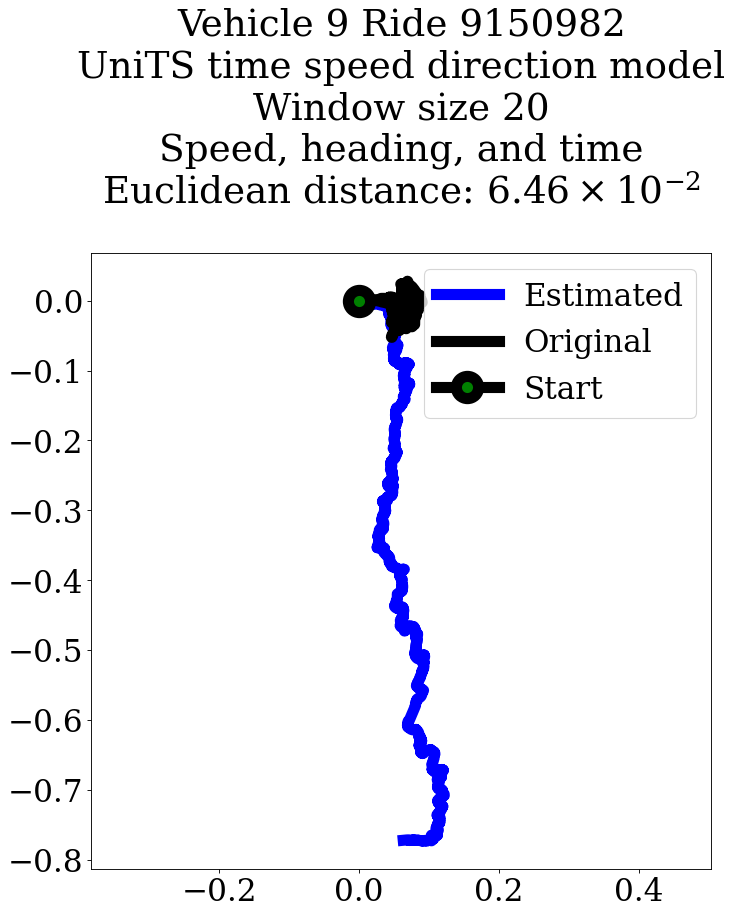 Vehicle 9 Ride 9150982
UniTS time speed direction model
Window size 20
Speed, heading, and time
Euclidean distance: 6.46 × 10⁻²
Estimated
Original
Start
0.0
−0.1
−0.2
−0.3
−0.4
−0.5
−0.6
−0.7
−0.8
−0.2 0.0 0.2 0.4